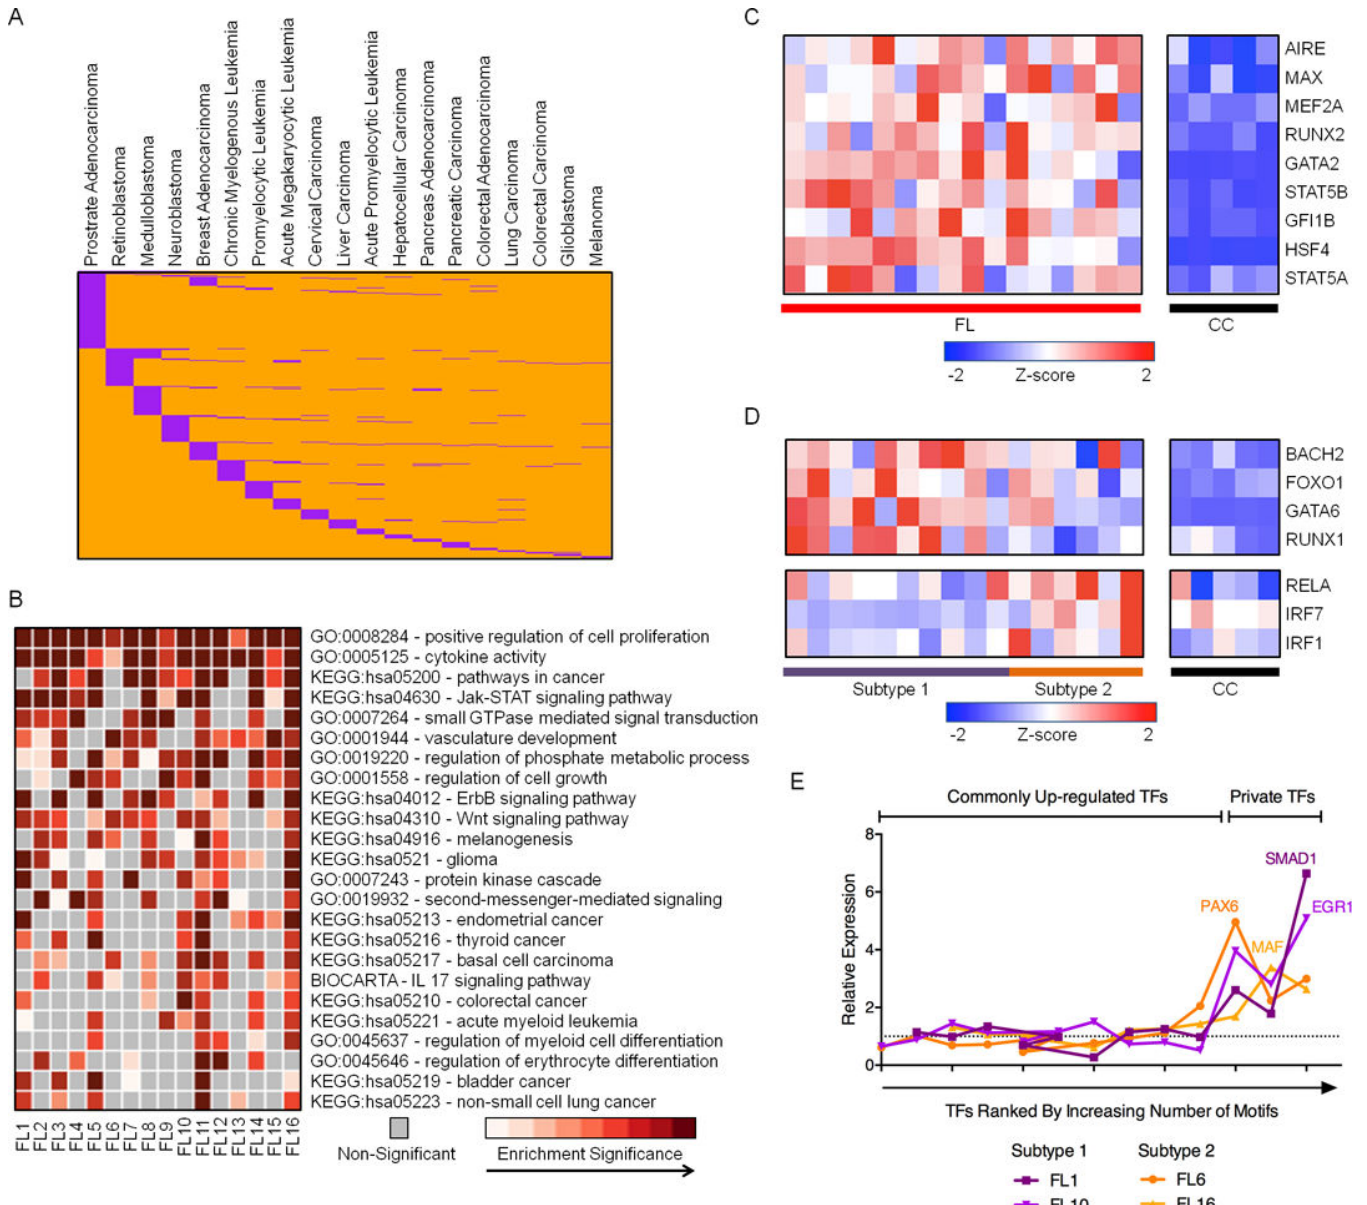 A
Prostrate Adenocarcinoma
Retinoblastoma
Medulloblastoma
Neuroblastoma
Breast Adenocarcinoma
Chronic Myelogenous Leukemia
Promyelocytic Leukemia
Acute Megakaryocytic Leukemia
Cervical Carcinoma
Liver Carcinoma
Acute Promyelocytic Leukemia
Hepatocellular Carcinoma
Pancreas Adenocarcinoma
Pancreatic Carcinoma
Colorectal Adenocarcinoma
Lung Carcinoma
Colorectal Carcinoma
Glioblastoma
Melanoma
B
GO:0008284 - positive regulation of cell proliferation
GO:0005125 - cytokine activity
KEGG:hsa05200 - pathways in cancer
KEGG:hsa04630 - Jak-STAT signaling pathway
GO:0007264 - small GTPase mediated signal transduction
GO:0001944 - vasculature development
GO:0019220 - regulation of phosphate metabolic process
GO:0001558 - regulation of cell growth
KEGG:hsa04012 - ErbB signaling pathway
KEGG:hsa04310 - Wnt signaling pathway
KEGG:hsa04916 - melanogenesis
KEGG:hsa0521 - glioma
GO:0007243 - protein kinase cascade
GO:0019932 - second-messenger-mediated signaling
KEGG:hsa05213 - endometrial cancer
KEGG:hsa05216 - thyroid cancer
KEGG:hsa05217 - basal cell carcinoma
BIOCARTA - IL 17 signaling pathway
KEGG:hsa05210 - colorectal cancer
KEGG:hsa05221 - acute myeloid leukemia
GO:0045637 - regulation of myeloid cell differentiation
GO:0045646 - regulation of erythrocyte differentiation
KEGG:hsa05219 - bladder cancer
KEGG:hsa05223 - non-small cell lung cancer
FL1
FL2
FL3
FL4
FL5
FL6
FL7
FL8
FL9
FL10
FL11
FL12
FL13
FL14
FL15
FL16
Non-Significant
Enrichment Significance
C
AIRE
MAX
MEF2A
RUNX2
GATA2
STAT5B
GFI1B
HSF4
STAT5A
FL
CC
-2 Z-score 2
D
BACH2
FOXO1
GATA6
RUNX1
RELA
IRF7
IRF1
Subtype 1
Subtype 2
CC
-2 Z-score 2
E
Commonly Up-regulated TFs
Private TFs
Relative Expression
8
6
4
2
0
SMAD1
PAX6
EGR1
MAF
TFs Ranked By Increasing Number of Motifs
Subtype 1 Subtype 2
FL1 FL6
FL10 FL16